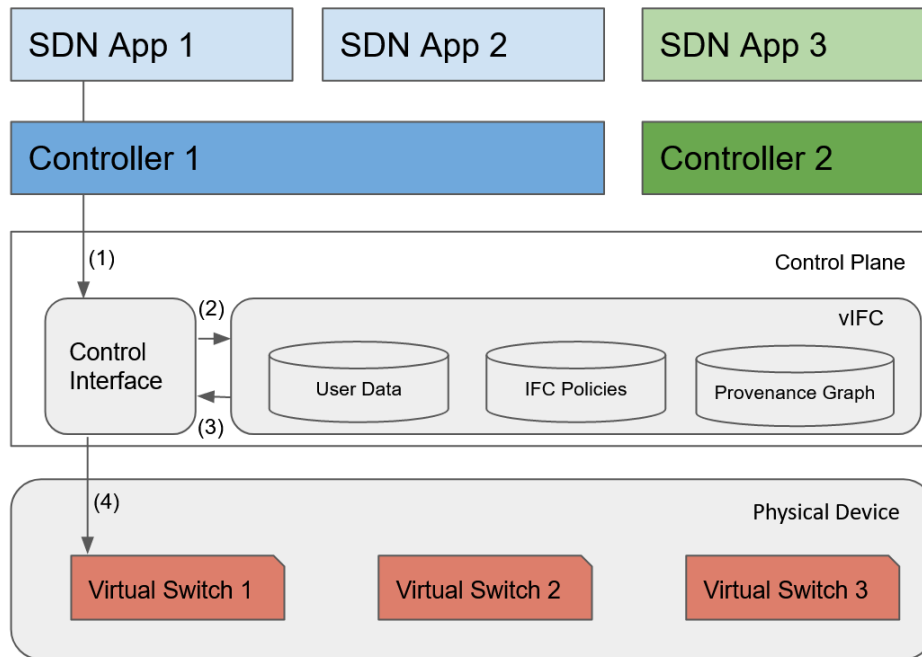 SDN App 1
SDN App 2
SDN App 3
Controller 1
Controller 2
(1)
Control Plane
(2)
vIFC
Control
Interface
User Data
IFC Policies
Provenance Graph
(3)
(4)
Physical Device
Virtual Switch 1
Virtual Switch 2
Virtual Switch 3